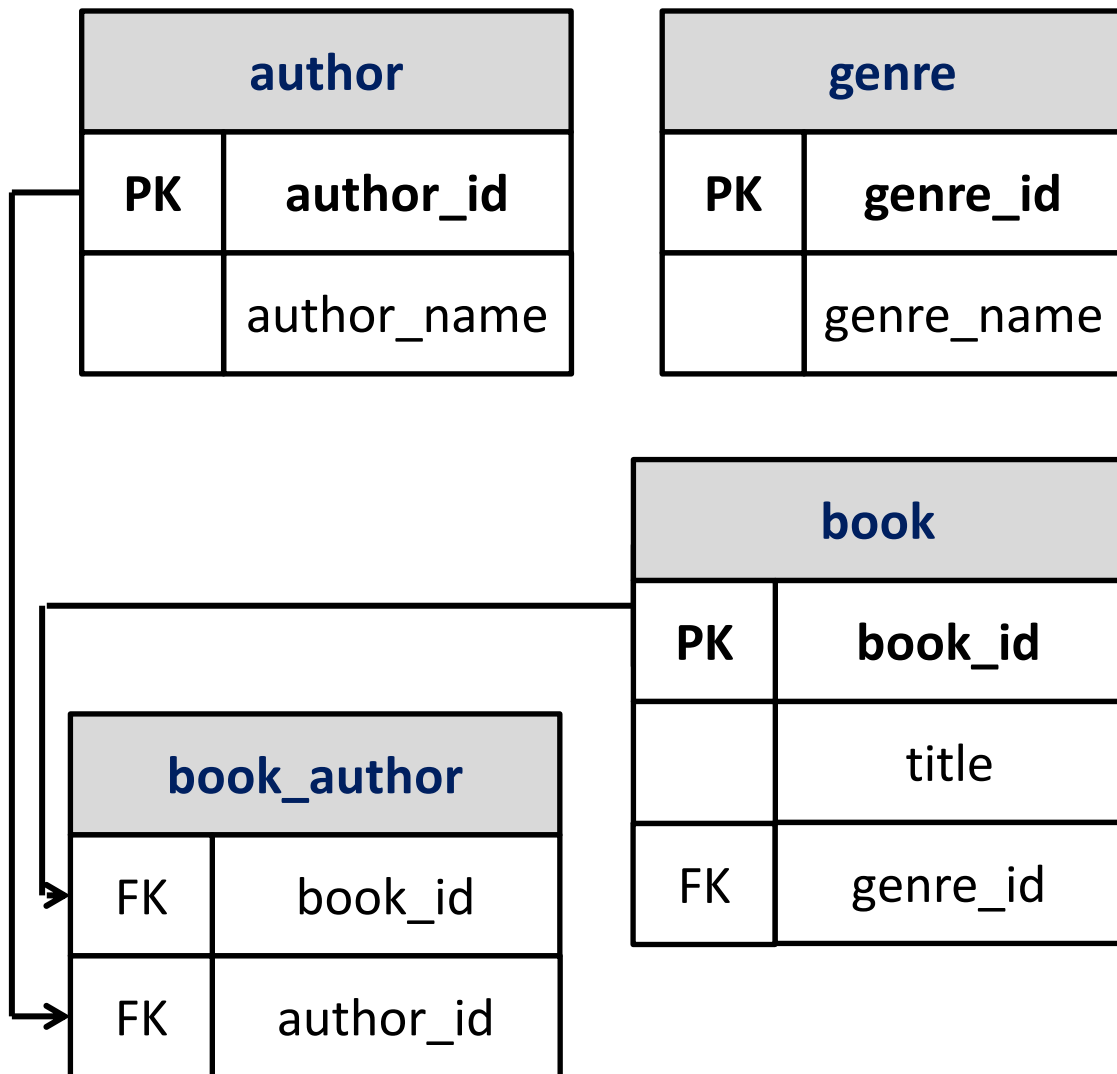 author
PK author_id
author_name
genre
PK genre_id
genre_name
book
PK book_id
title
FK genre_id
book_author
FK book_id
FK author_id